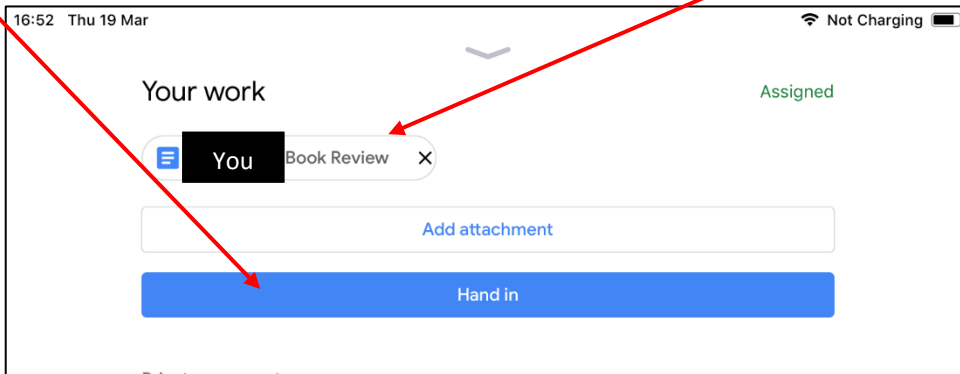 16:52 Thu 19 Mar Not Charging
Your work Assigned
You Book Review
Add attachment
Hand in